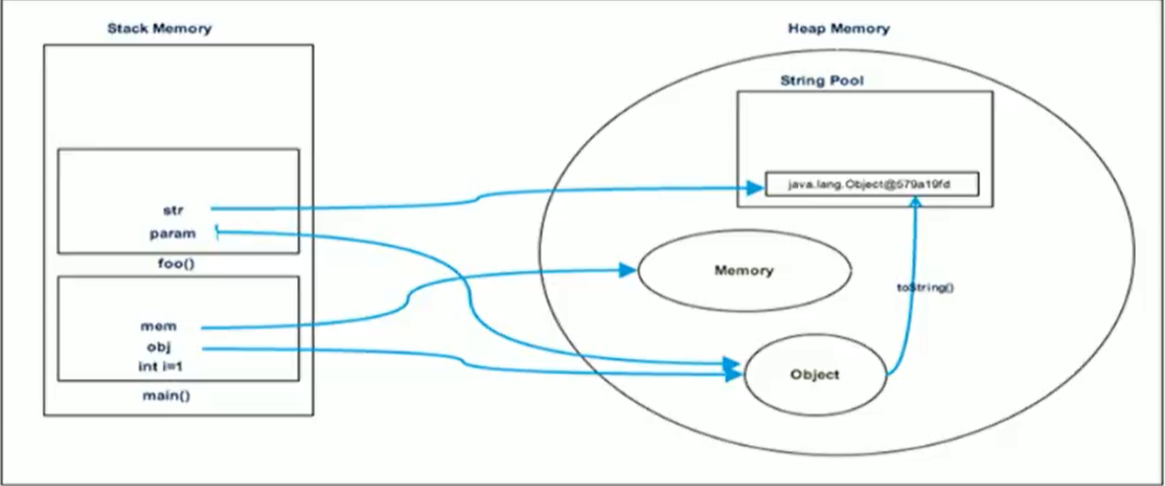 Stack Memory
Heap Memory
String Pool
java.lang.Object@579a19fd
str
param
foo()
Memory
toString()
mem
obj
int i=1
main()
Object